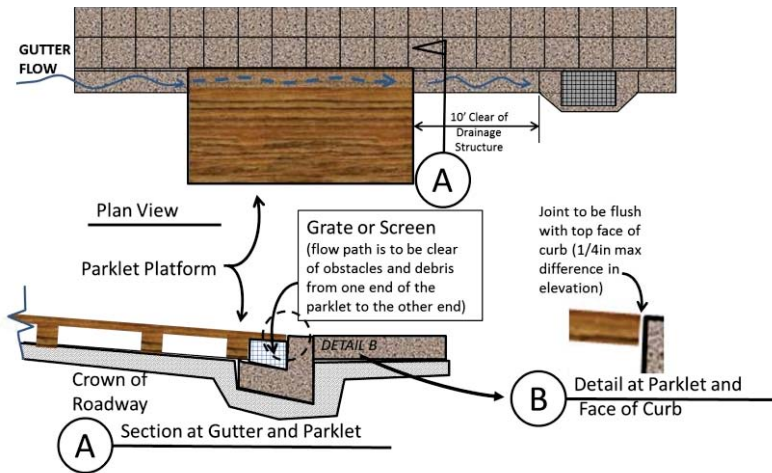 GUTTER
FLOW
10' Clear of
Drainage
Structure
A
Plan View
Parklet Platform
Grate or Screen
(flow path is to be clear
of obstacles and debris
from one end of the
parklet to the other end)
Joint to be flush
with top face of
curb (1/4in max
difference in
elevation)
DETAIL B
Crown of
Roadway
A
Section at Gutter and Parklet
B
Detail at Parklet and
Face of Curb